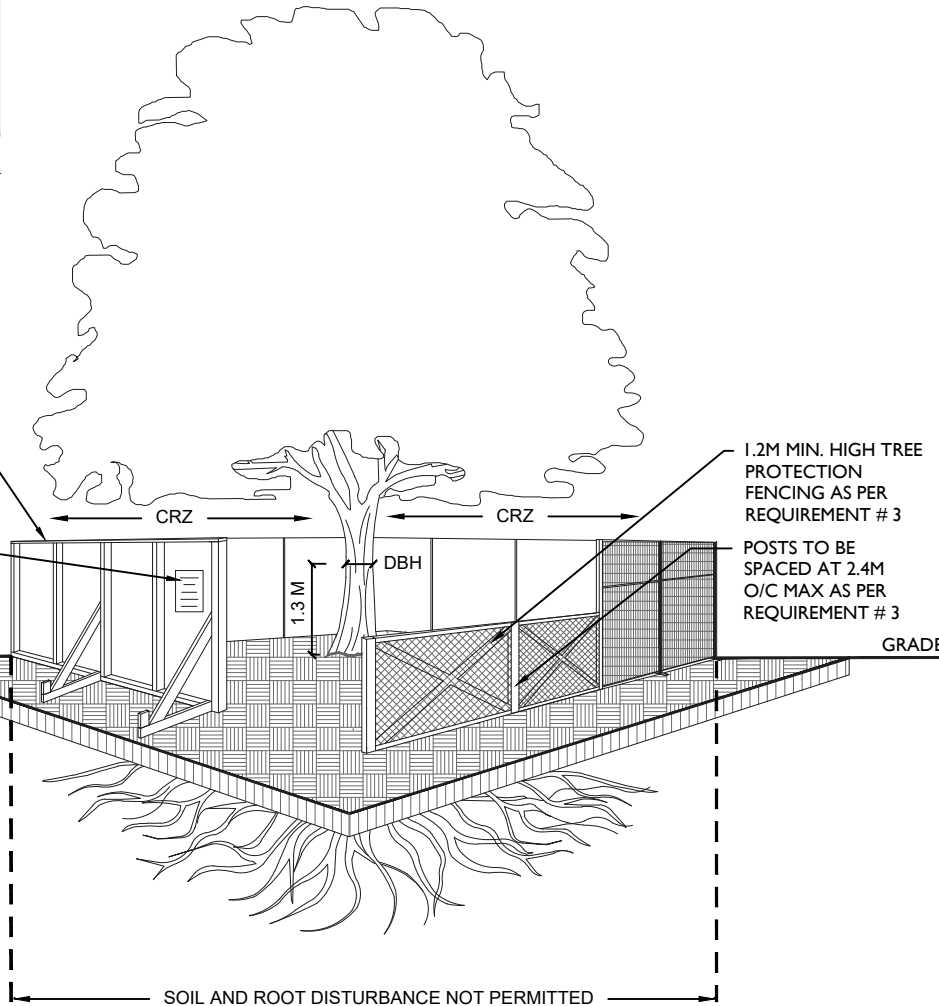 1.2M MIN. HIGH TREE
PROTECTION
FENCING AS PER
REQUIREMENT # 3
CRZ
CRZ
POSTS TO BE
SPACED AT 2.4M
O/C MAX AS PER
REQUIREMENT # 3
DBH
1.3 M
GRADE
SOIL AND ROOT DISTURBANCE NOT PERMITTED